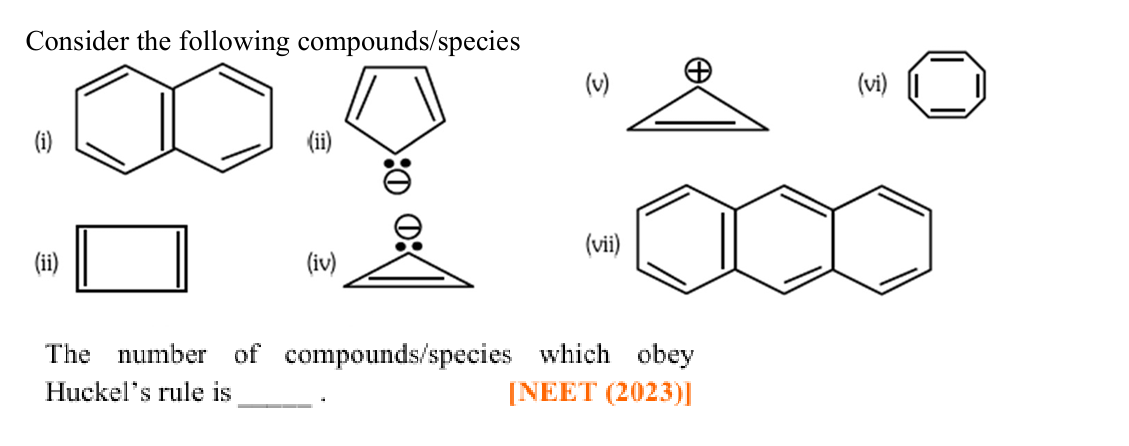 Consider the following compounds/species
(i) (ii) (v) ⊕ (vi)
⊖
(ii) (iv) ⊖ (vii)
The number of compounds/species which obey
Huckel’s rule is _____ . [NEET (2023)]